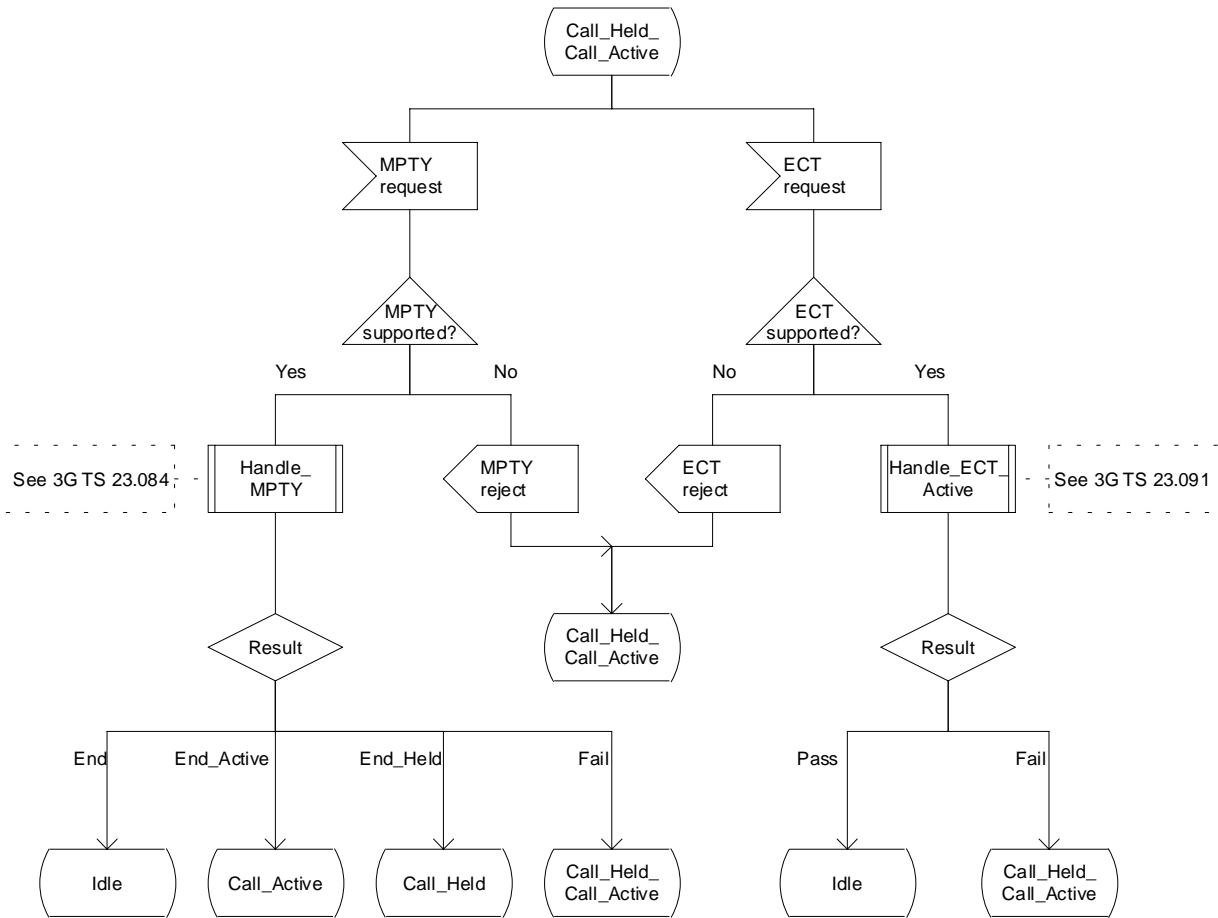 Call_Held_
Call_Active
MPTY
request
ECT
request
MPTY
supported?
ECT
supported?
Yes
No
No
Yes
See 3G TS 23.084
Handle_
MPTY
MPTY
reject
ECT
reject
Handle_ECT_
Active
See 3G TS 23.091
Result
Call_Held_
Call_Active
Result
End
End_Active
End_Held
Fail
Pass
Fail
Idle
Call_Active
Call_Held
Call_Held_
Call_Active
Idle
Call_Held_
Call_Active